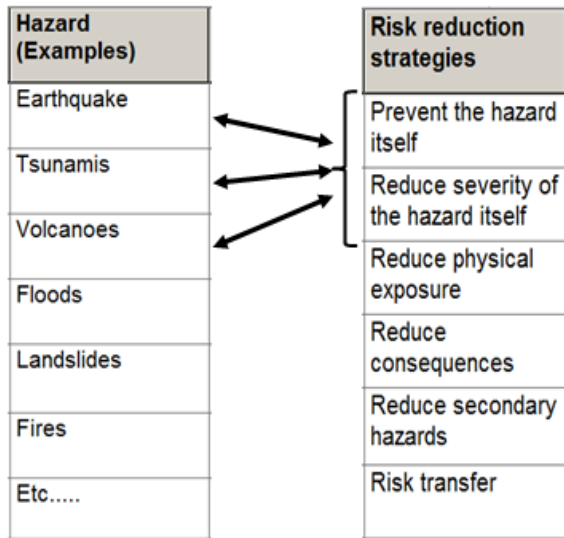 Hazard
(Examples)
Earthquake
Tsunamis
Volcanoes
Floods
Landslides
Fires
Etc.....
Risk reduction
strategies
Prevent the hazard
itself
Reduce severity of
the hazard itself
Reduce physical
exposure
Reduce
consequences
Reduce secondary
hazards
Risk transfer